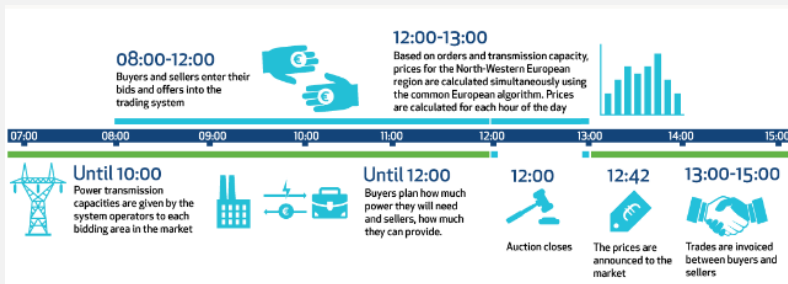 08:00-12:00
Buyers and sellers enter their
bids and offers into the
trading system
12:00-13:00
Based on orders and transmission capacity,
prices for the North-Western European
region are calculated simultaneously using
the common European algorithm. Prices
are calculated for each hour of the day
07:00 08:00 09:00 10:00 11:00 12:00 13:00 14:00 15:00
Until 10:00
Power transmission
capacities are given by the
system operators to each
bidding area in the market
Until 12:00
Buyers plan how much
power they will need
and sellers, how much
they can provide.
12:00
Auction closes
12:42
The prices are
announced to the
market
13:00-15:00
Trades are invoiced
between buyers and
sellers